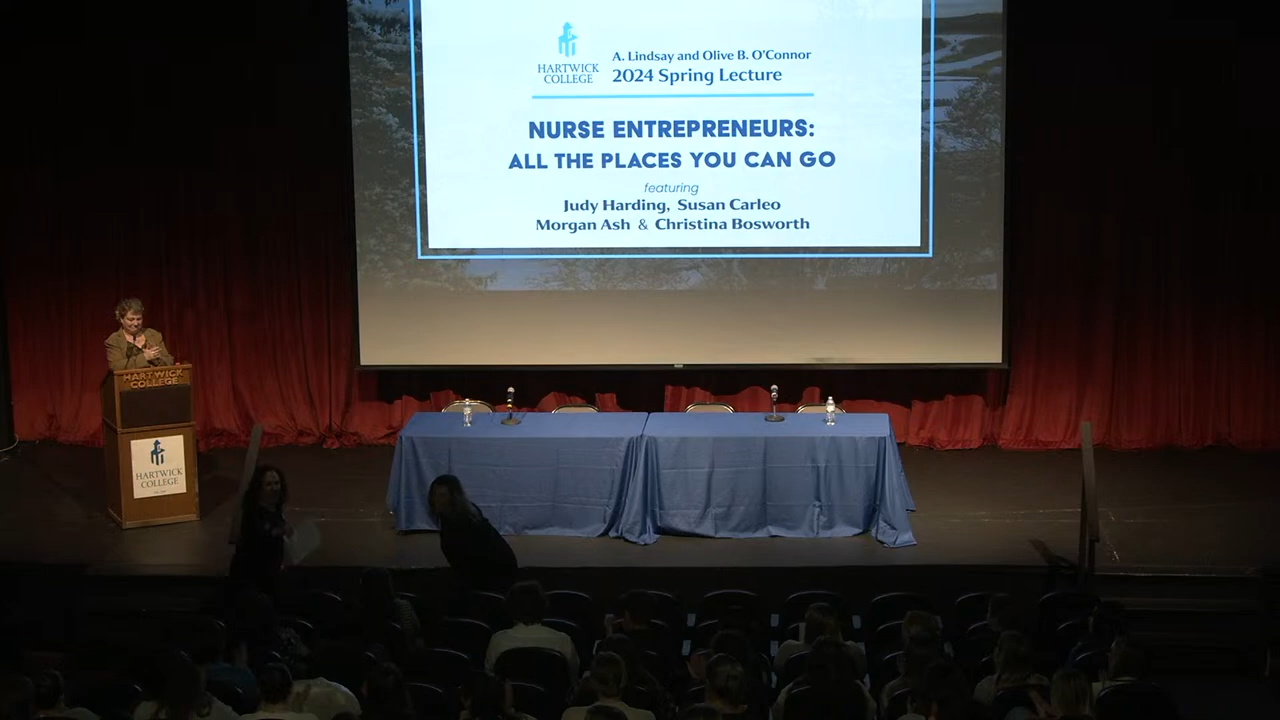 HARTWICK
COLLEGE
A. Lindsay and Olive B. O'Connor
2024 Spring Lecture
NURSE ENTREPRENEURS:
ALL THE PLACES YOU CAN GO
featuring
Judy Harding, Susan Carleo
Morgan Ash & Christina Bosworth
HARTWICK
COLLEGE
HARTWICK
COLLEGE